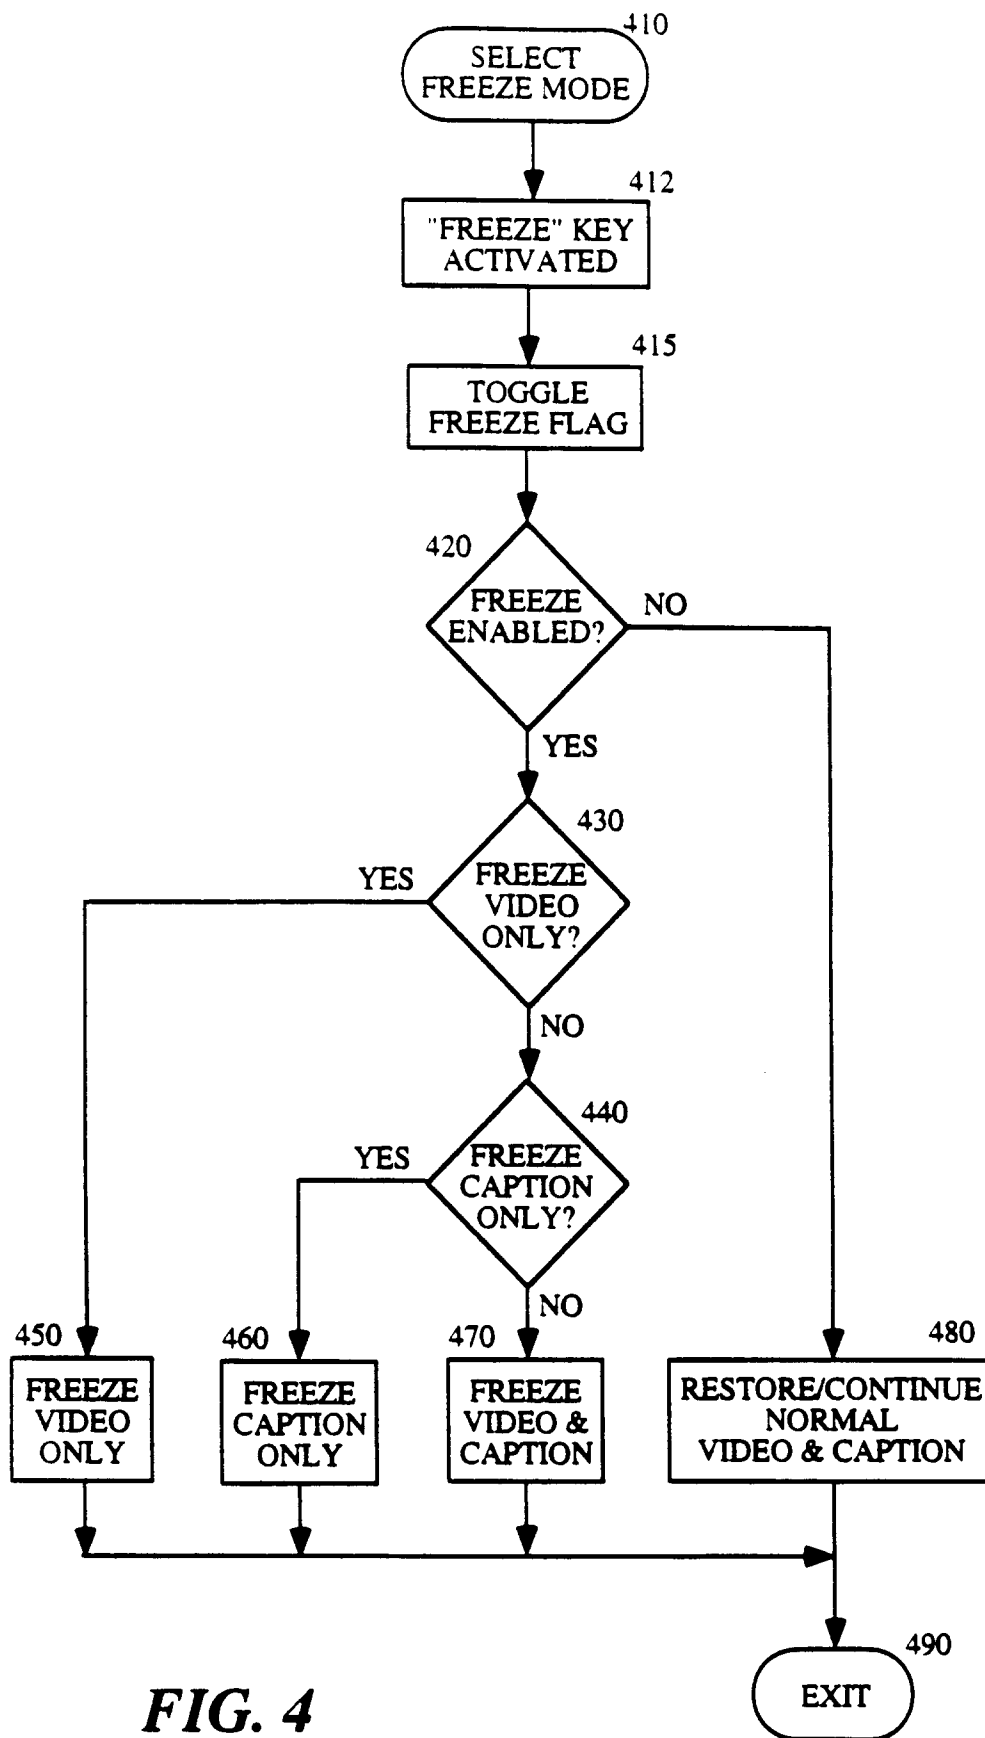 410
SELECT
FREEZE MODE
412
"FREEZE" KEY
ACTIVATED
415
TOGGLE
FREEZE FLAG
420
FREEZE
ENABLED?
NO
YES
430
FREEZE
VIDEO
ONLY?
YES
NO
440
FREEZE
CAPTION
ONLY?
YES
NO
450
FREEZE
VIDEO
ONLY
460
FREEZE
CAPTION
ONLY
470
FREEZE
VIDEO &
CAPTION
480
RESTORE/CONTINUE
NORMAL
VIDEO & CAPTION
490
EXIT
FIG. 4